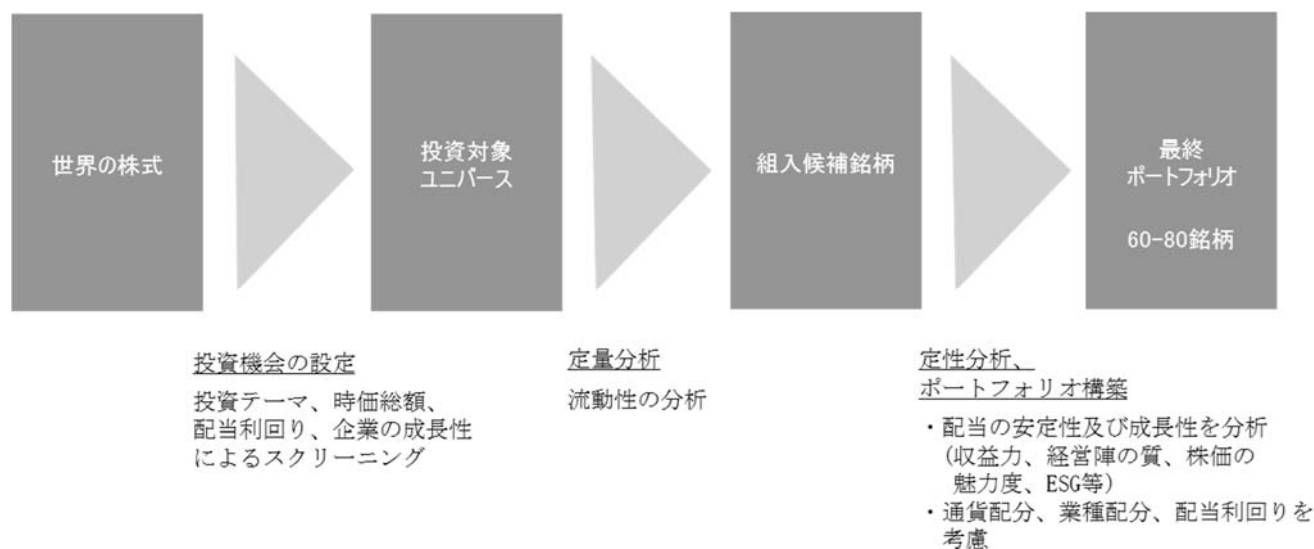 世界の株式
投資対象
ユニバース
組入候補銘柄
最終
ポートフォリオ
60-80銘柄
投資機会の設定
投資テーマ、時価総額、
配当利回り、企業の成長性
によるスクリーニング
定量分析
流動性の分析
定性分析、
ポートフォリオ構築
・配当の安定性及び成長性を分析
(収益力、経営陣の質、株価の
魅力度、ESG等)
・通貨配分、業種配分、配当利回りを
考慮